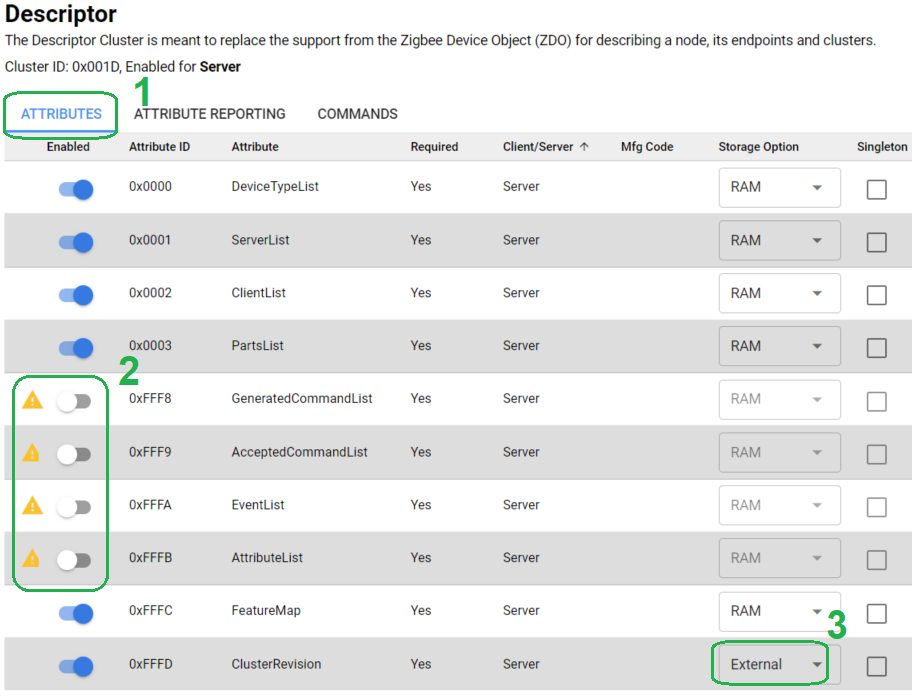 Descriptor
The Descriptor Cluster is meant to replace the support from the Zigbee Device Object (ZDO) for describing a node, its endpoints and clusters.
Cluster ID: 0x001D, Enabled for Server
1
ATTRIBUTES ATTRIBUTE REPORTING COMMANDS
Enabled Attribute ID Attribute Required Client/Server ↑ Mfg Code Storage Option Singleton
0x0000 DeviceTypeList Yes Server RAM
0x0001 ServerList Yes Server RAM
0x0002 ClientList Yes Server RAM
0x0003 PartsList Yes Server RAM
2
0xFFF8 GeneratedCommandList Yes Server RAM
0xFFF9 AcceptedCommandList Yes Server RAM
0xFFFA EventList Yes Server RAM
0xFFFB AttributeList Yes Server RAM
0xFFFC FeatureMap Yes Server RAM
3
0xFFFD ClusterRevision Yes Server External